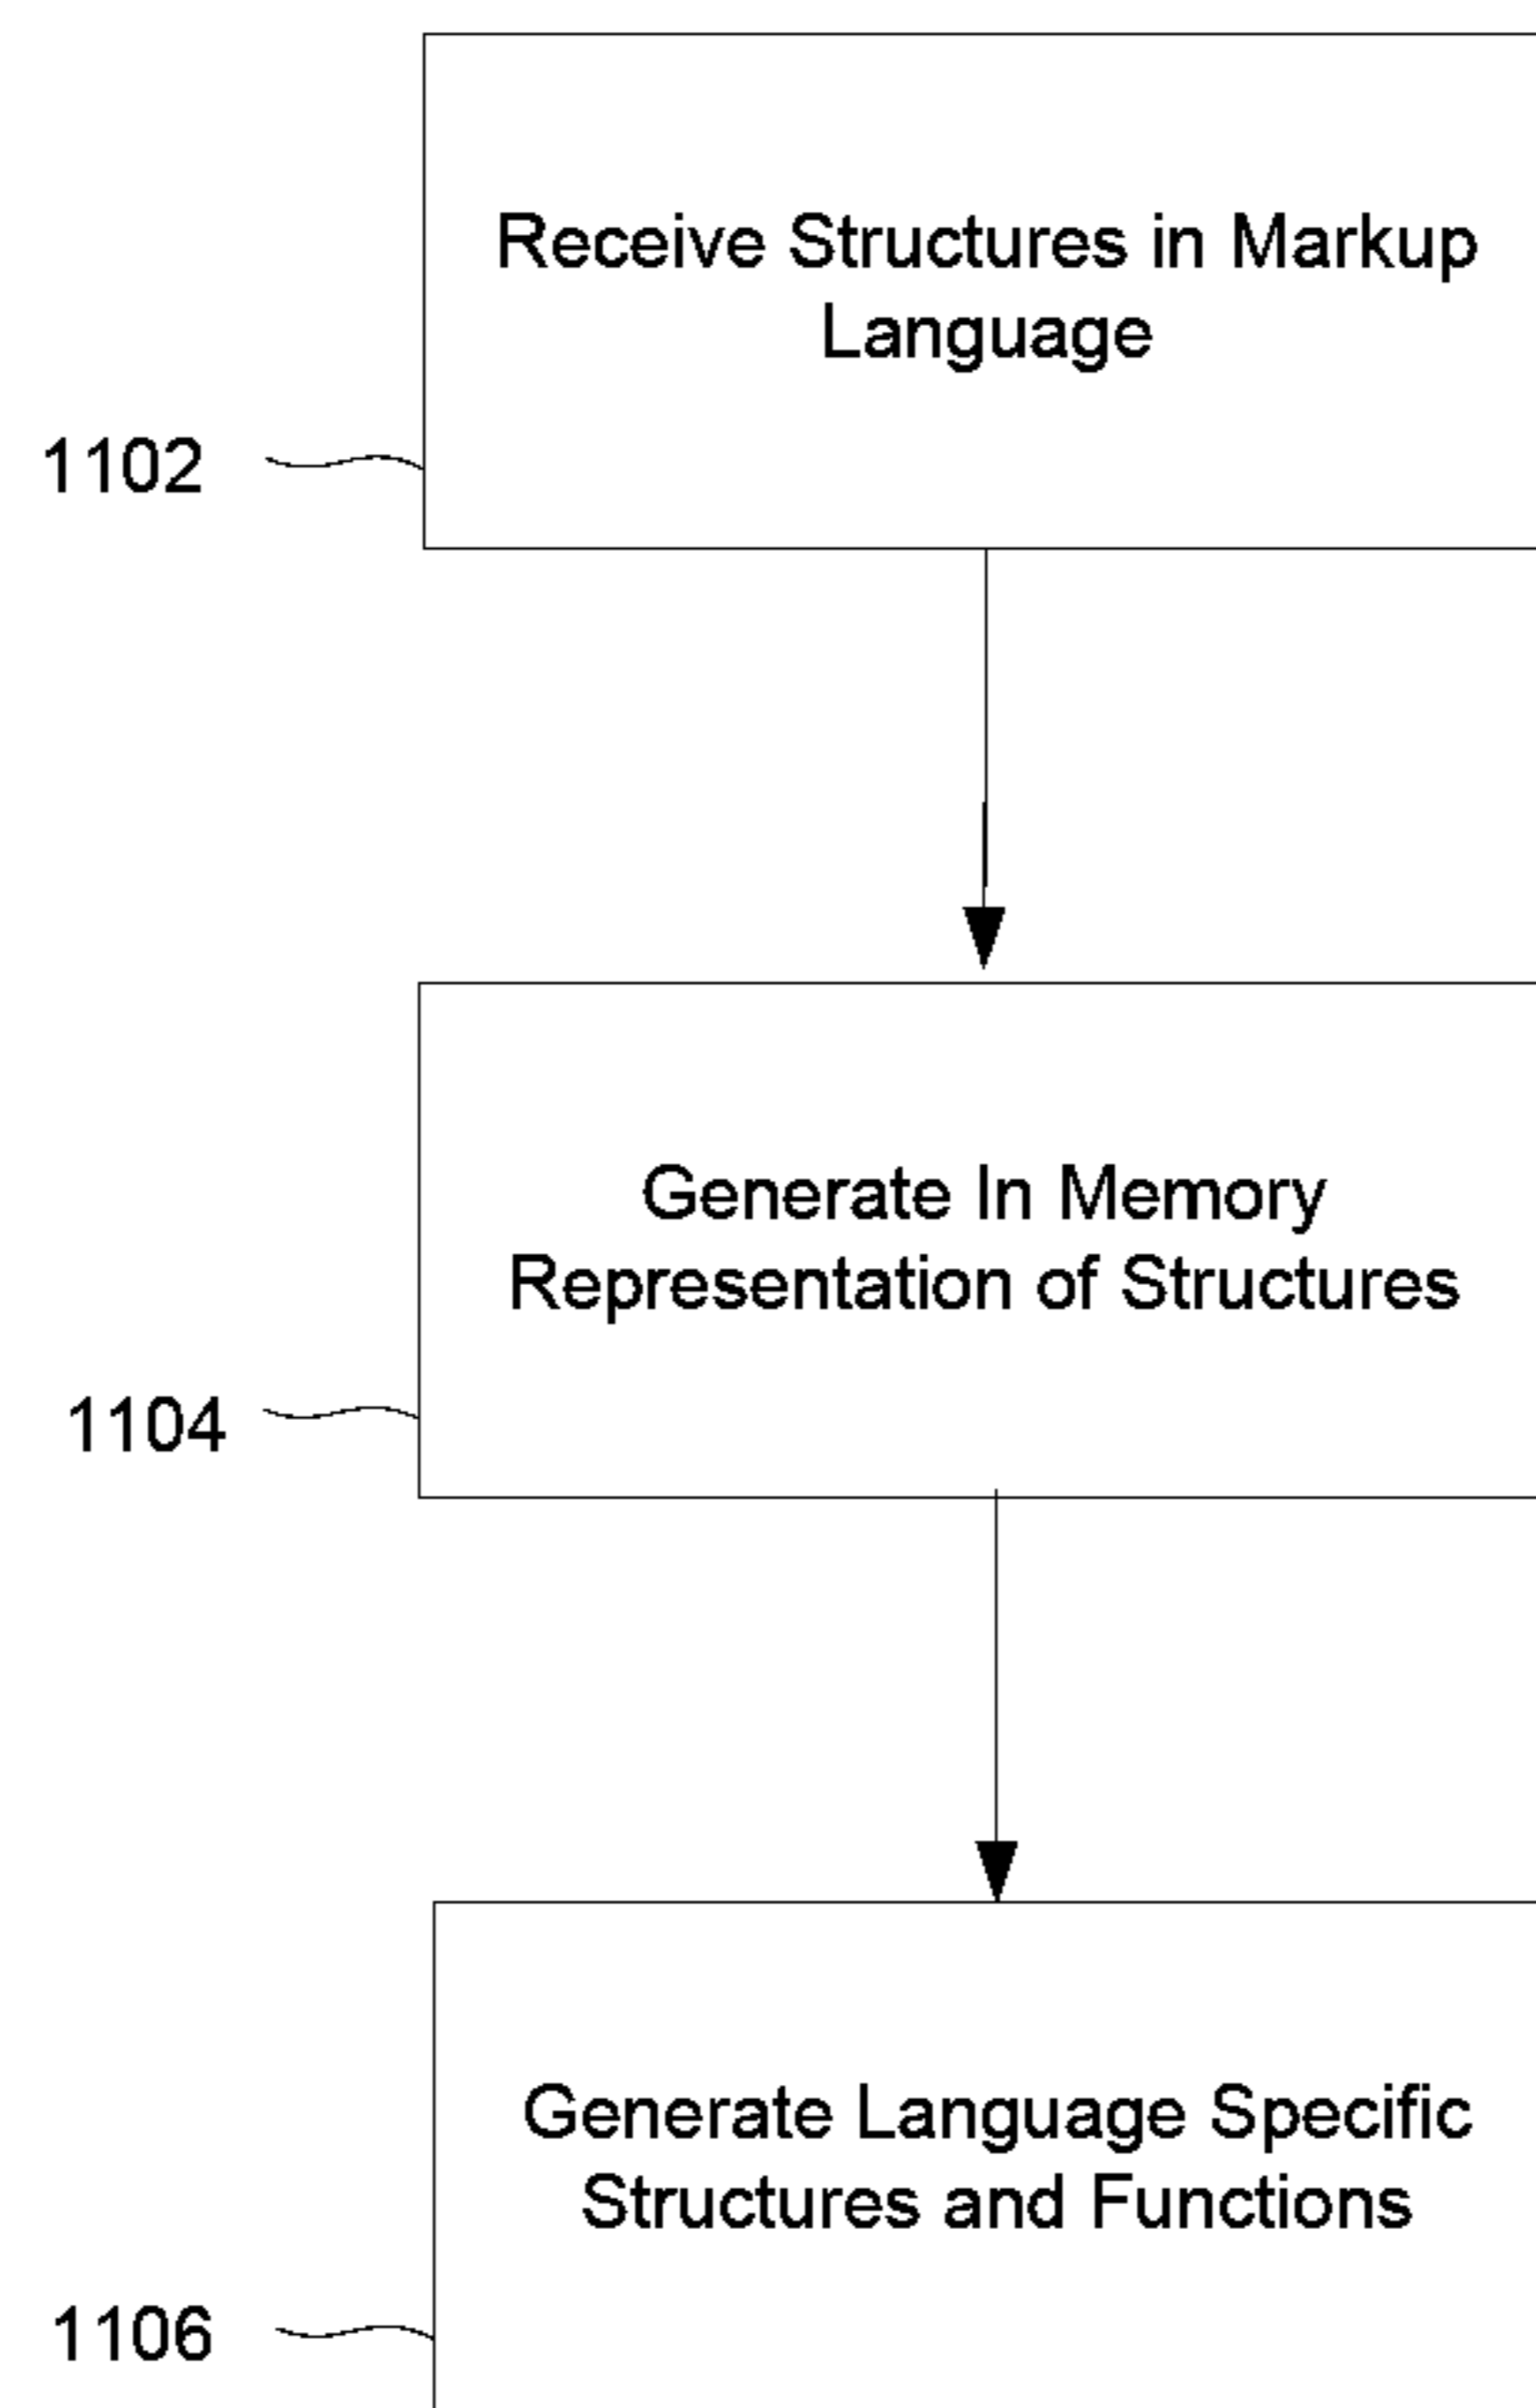 Receive Structures in Markup
Language
1102
Generate In Memory
Representation of Structures
1104
Generate Language Specific
Structures and Functions
1106